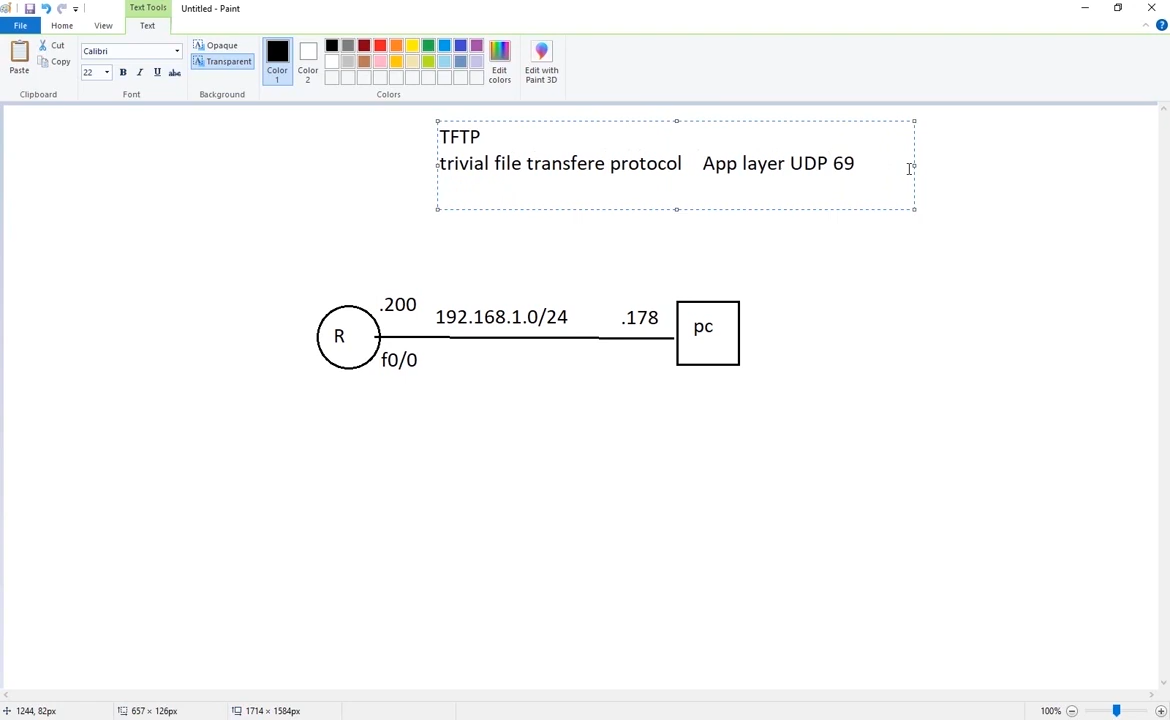 Text Tools
Untitled - Paint
File
Home
View
Text
Paste
Cut
Copy
Clipboard
Calibri
22
B
I
U
abc
Font
Opaque
Transparent
Background
Color 1
Color 2
Edit colors
Colors
Edit with Paint 3D
TFTP
trivial file transfere protocol App layer UDP 69
.200
192.168.1.0/24
.178
R
pc
f0/0
1244, 82px
657 × 126px
1714 × 1584px
100%